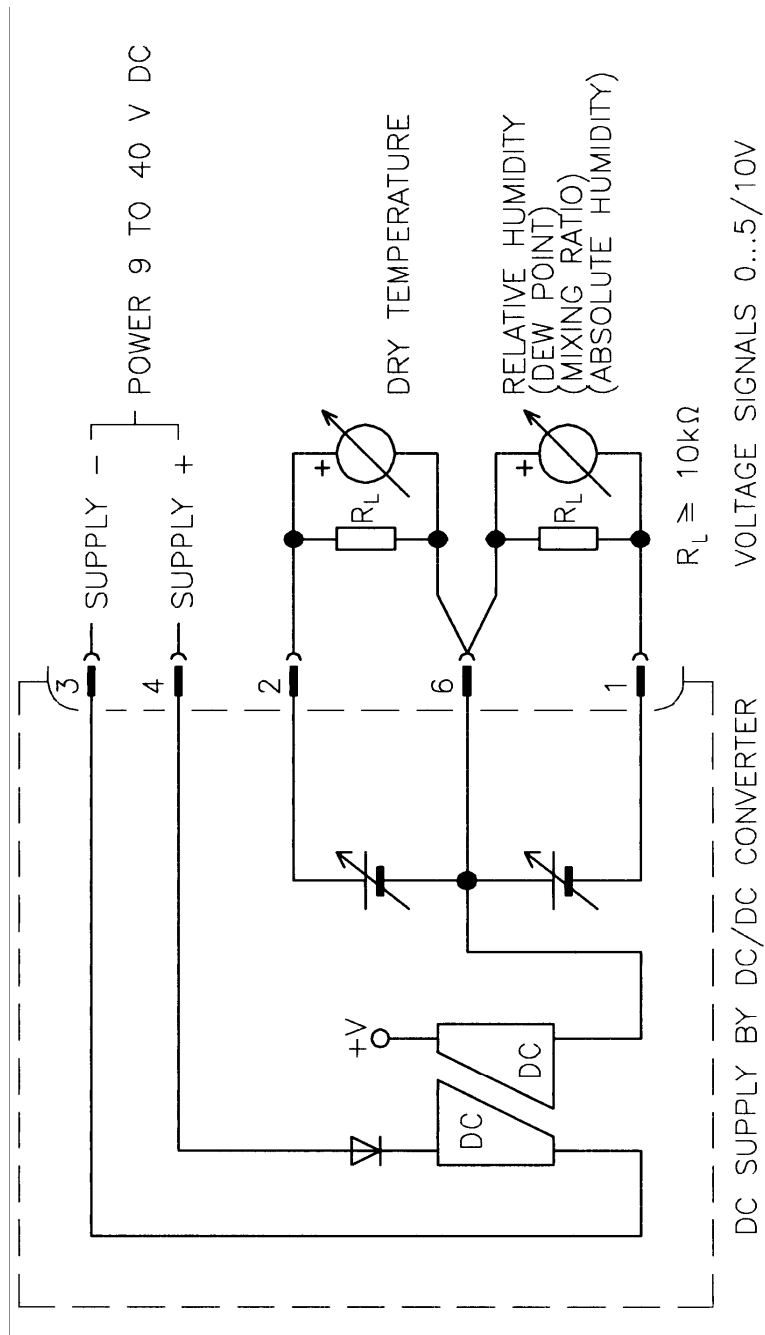 3
SUPPLY −
4
SUPPLY +
POWER 9 TO 40 V DC
2
+
R_L
DRY TEMPERATURE
6
+
R_L
RELATIVE HUMIDITY
(DEW POINT)
(MIXING RATIO)
(ABSOLUTE HUMIDITY)
1
+V
DC
DC
R_L ≥ 10kΩ
DC SUPPLY BY DC/DC CONVERTER
VOLTAGE SIGNALS 0...5/10V